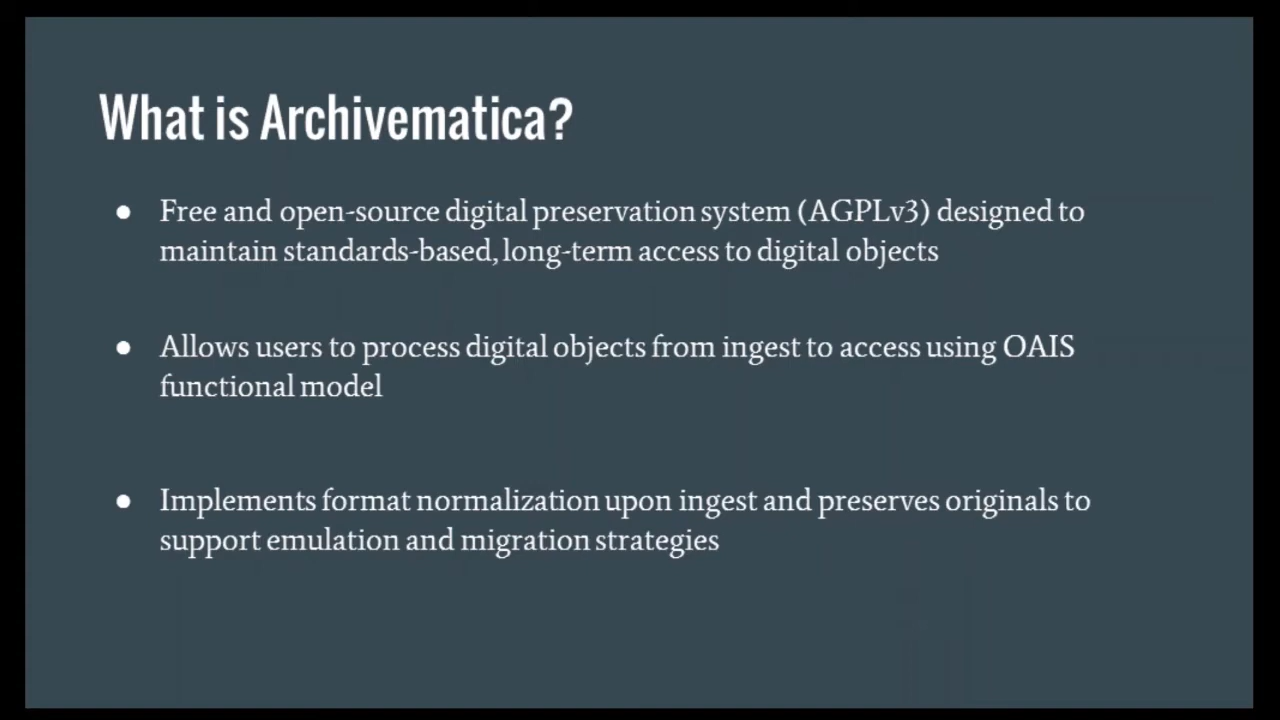 What is Archivematica?
● Free and open-source digital preservation system (AGPLv3) designed to
maintain standards-based, long-term access to digital objects
● Allows users to process digital objects from ingest to access using OAIS
functional model
● Implements format normalization upon ingest and preserves originals to
support emulation and migration strategies